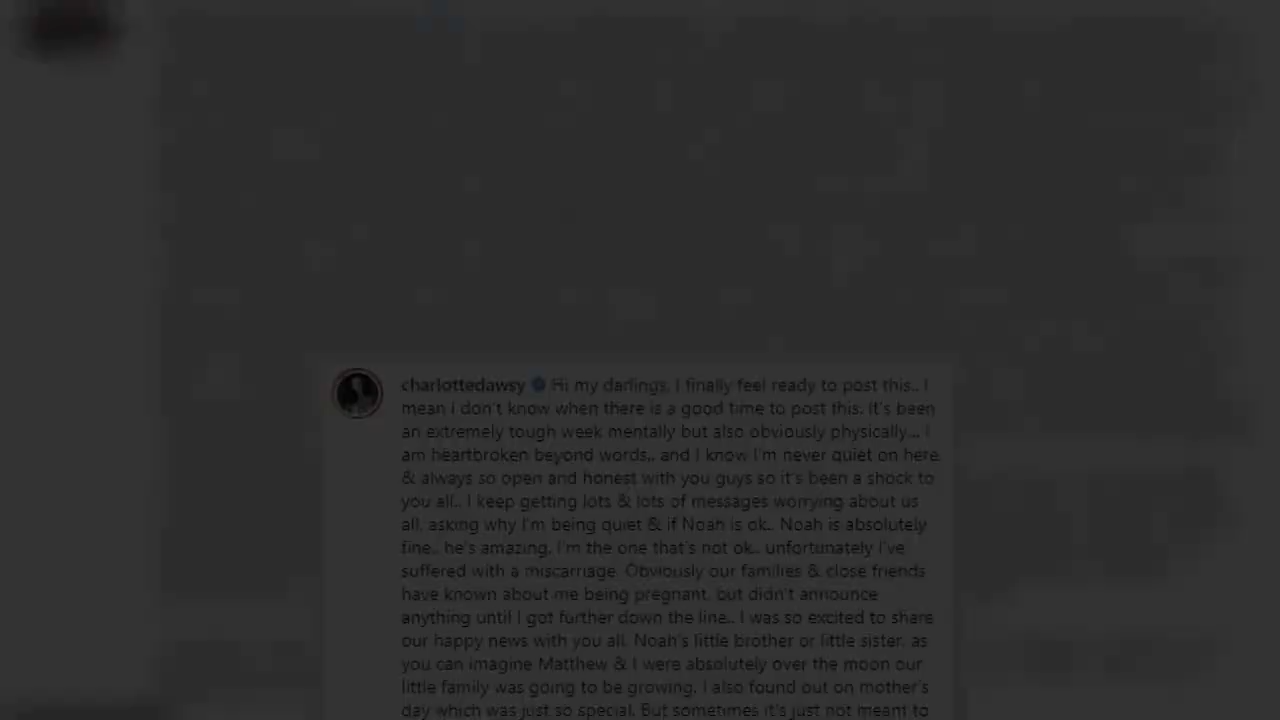 charlottedawsy Hi my darlings, I finally feel ready to post this.. I
mean I don't know when there is a good time to post this. It's been
an extremely tough week mentally but also obviously physically... I
am heartbroken beyond words.. and I know I'm never quiet on here
& always so open and honest with you guys so it's been a shock to
you all.. I keep getting lots & lots of messages worrying about us
all, asking why I'm being quiet & if Noah is ok.. Noah is absolutely
fine.. he's amazing, I'm the one that's not ok.. unfortunately I've
suffered with a miscarriage. Obviously our families & close friends
have known about me being pregnant, but didn't announce
anything until I got further down the line.. I was so excited to share
our happy news with you all, Noah's little brother or little sister, as
you can imagine Matthew & I were absolutely over the moon our
little family was going to be growing, I also found out on mother's
day which was just so special. But sometimes it's just not meant to